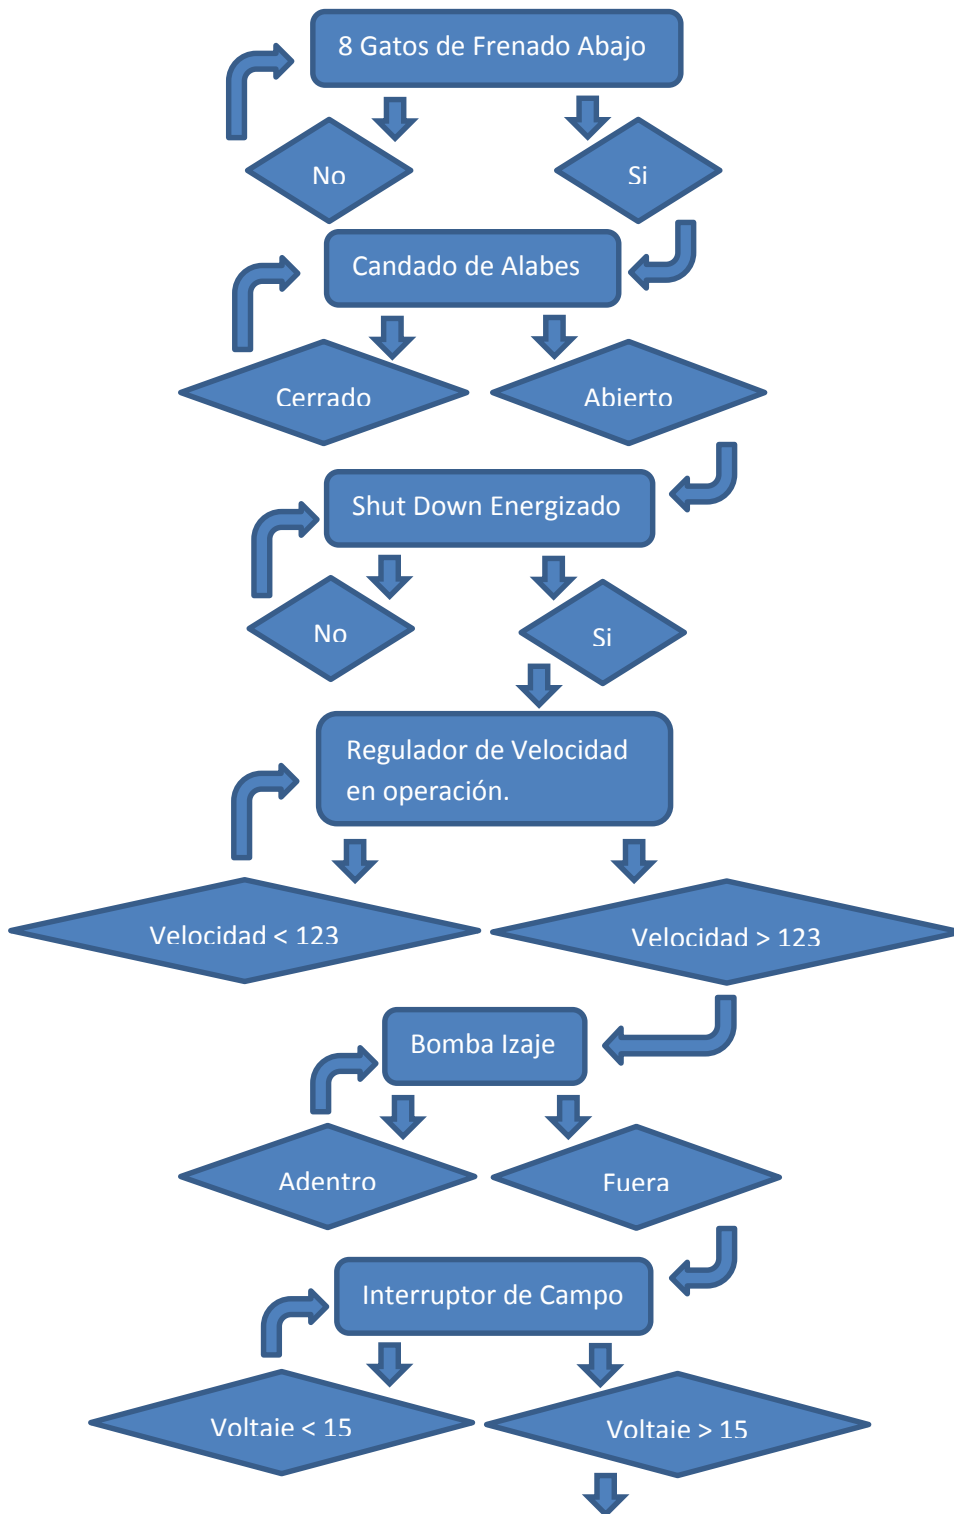 8 Gatos de Frenado Abajo
No
Si
Candado de Alabes
Cerrado
Abierto
Shut Down Energizado
No
Si
Regulador de Velocidad
en operación.
Velocidad < 123
Velocidad > 123
Bomba Izaje
Adentro
Fuera
Interruptor de Campo
Voltaje < 15
Voltaje > 15